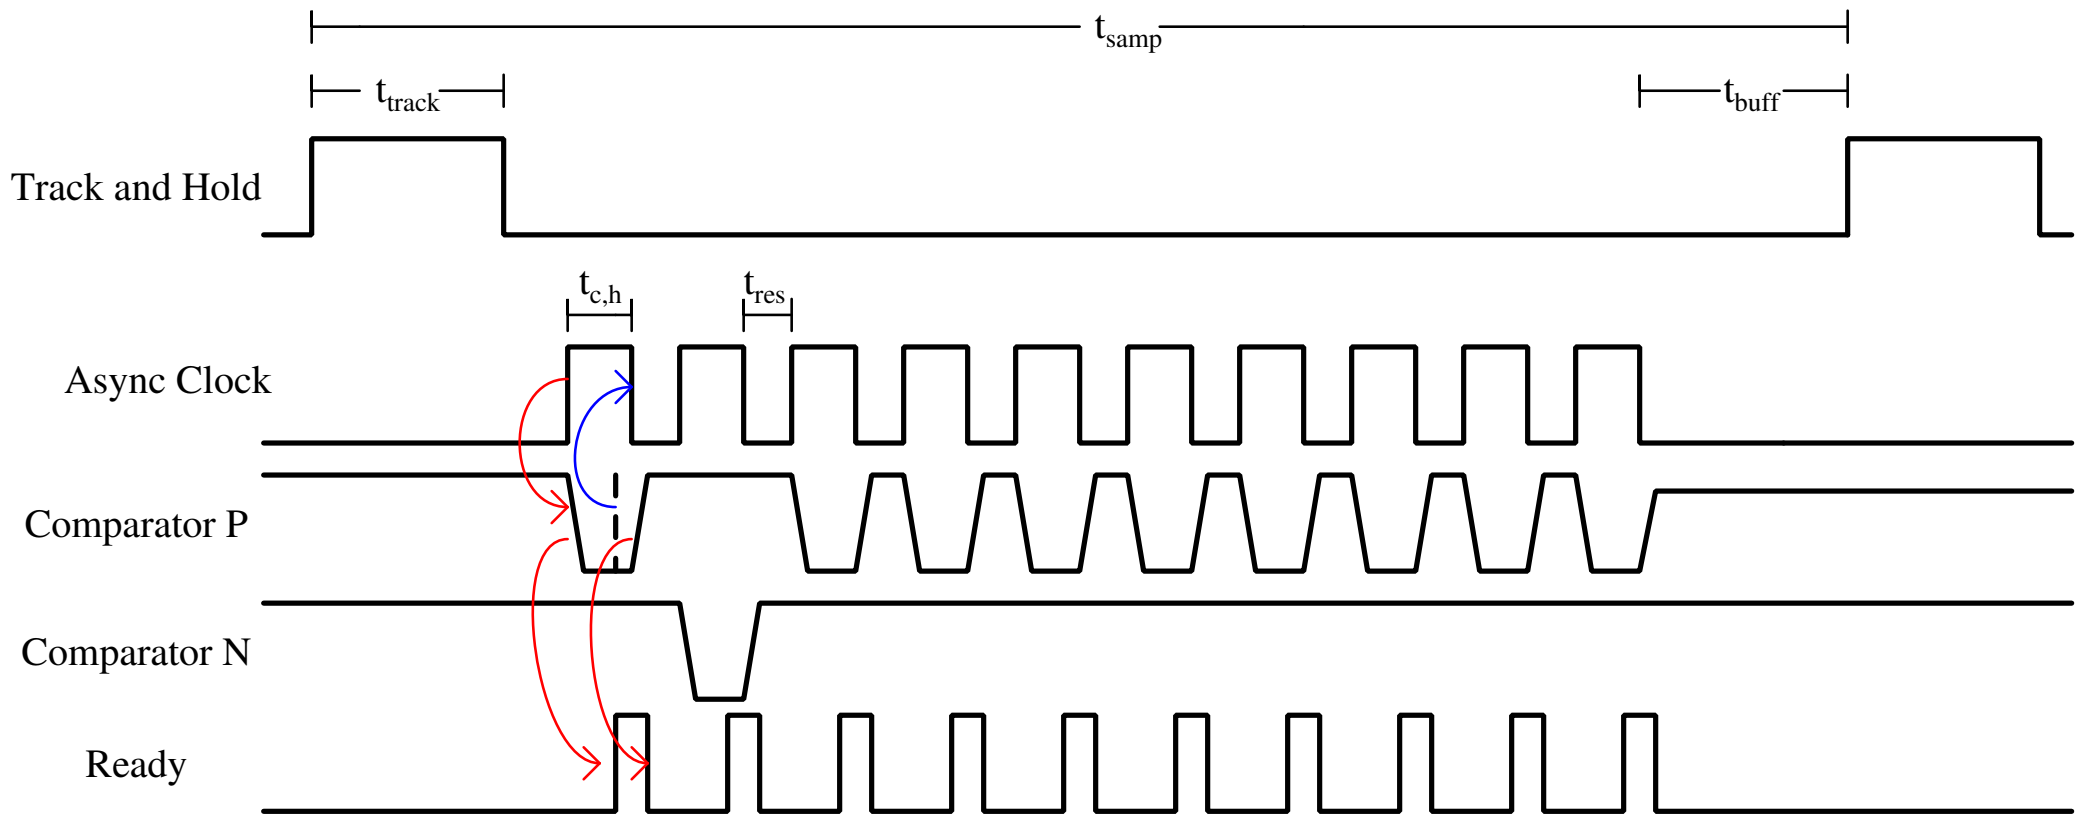 t_samp
t_track
t_buff
Track and Hold
t_c,h
t_res
Async Clock
Comparator P
Comparator N
Ready